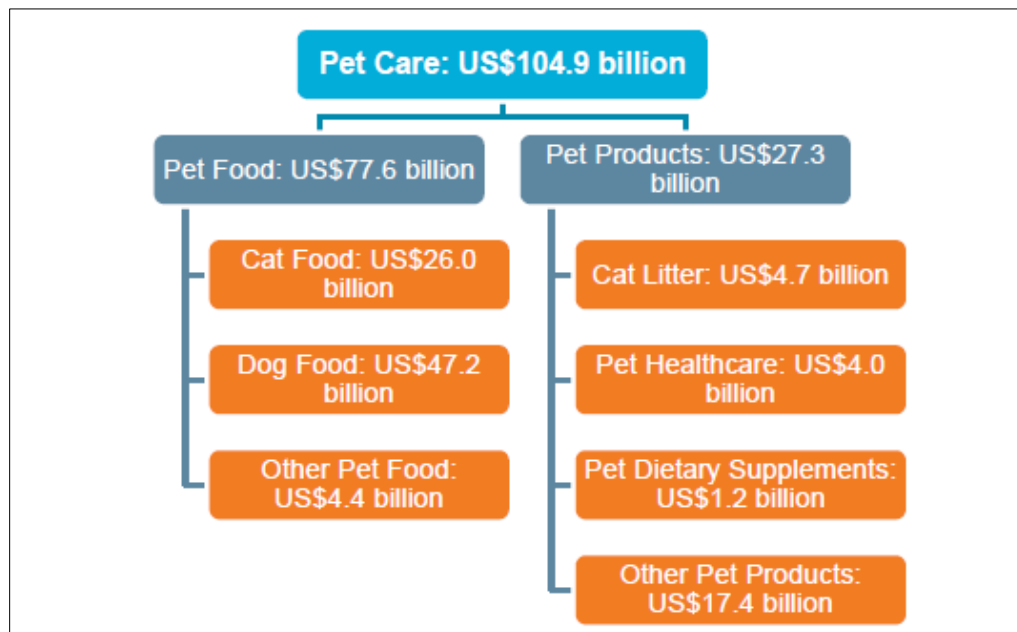 Pet Care: US$104.9 billion
Pet Food: US$77.6 billion
Pet Products: US$27.3
billion
Cat Food: US$26.0
billion
Dog Food: US$47.2
billion
Other Pet Food:
US$4.4 billion
Cat Litter: US$4.7 billion
Pet Healthcare: US$4.0
billion
Pet Dietary Supplements:
US$1.2 billion
Other Pet Products:
US$17.4 billion